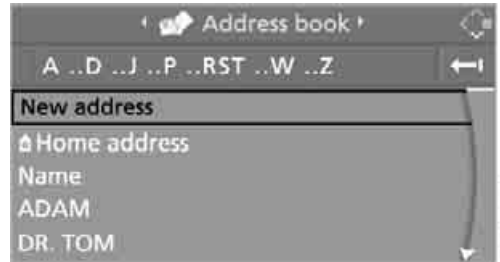 Address book
A ..D ..J ..P ..RST ..W ..Z
New address
Home address
Name
ADAM
DR. TOM